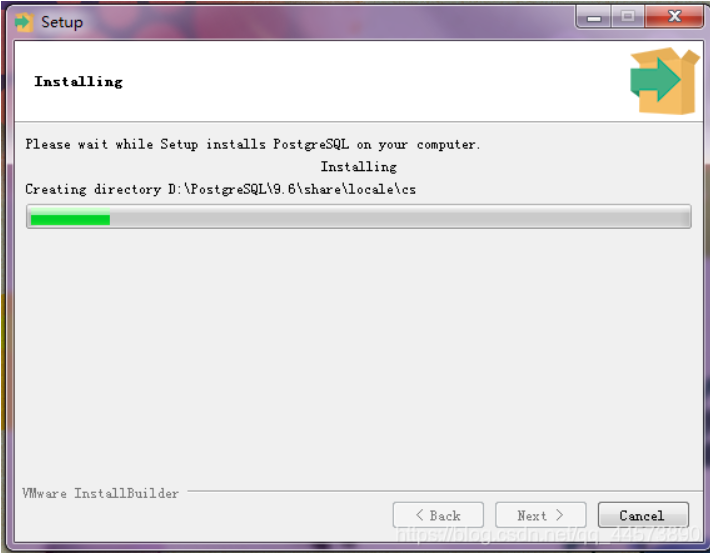 Setup
Installing
Please wait while Setup installs PostgreSQL on your computer.
Installing
Creating directory D:\PostgreSQL\9.6\share\locale\cs
VMware InstallBuilder
< Back
Next >
Cancel
https://blog.csdn.net/qq_44573890